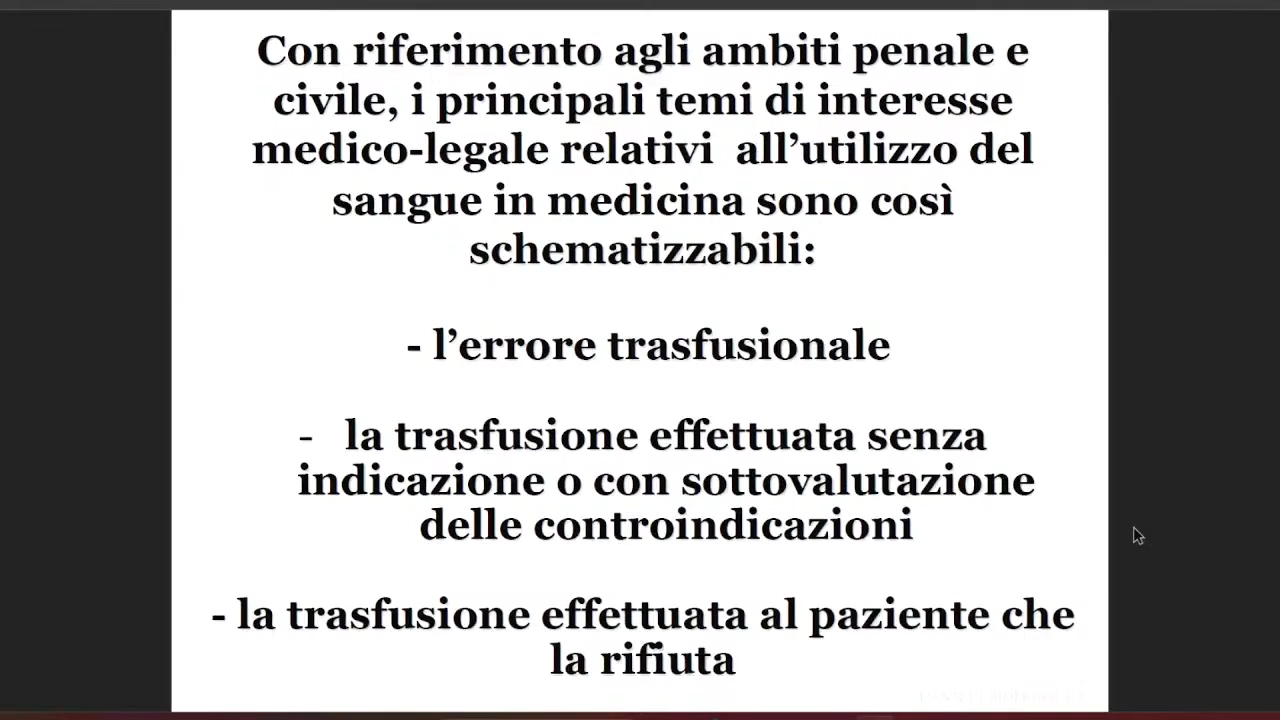 Con riferimento agli ambiti penale e
civile, i principali temi di interesse
medico-legale relativi  all’utilizzo del
sangue in medicina sono così
schematizzabili:
- l’errore trasfusionale
-   la trasfusione effettuata senza
indicazione o con sottovalutazione
delle controindicazioni
- la trasfusione effettuata al paziente che
la rifiuta